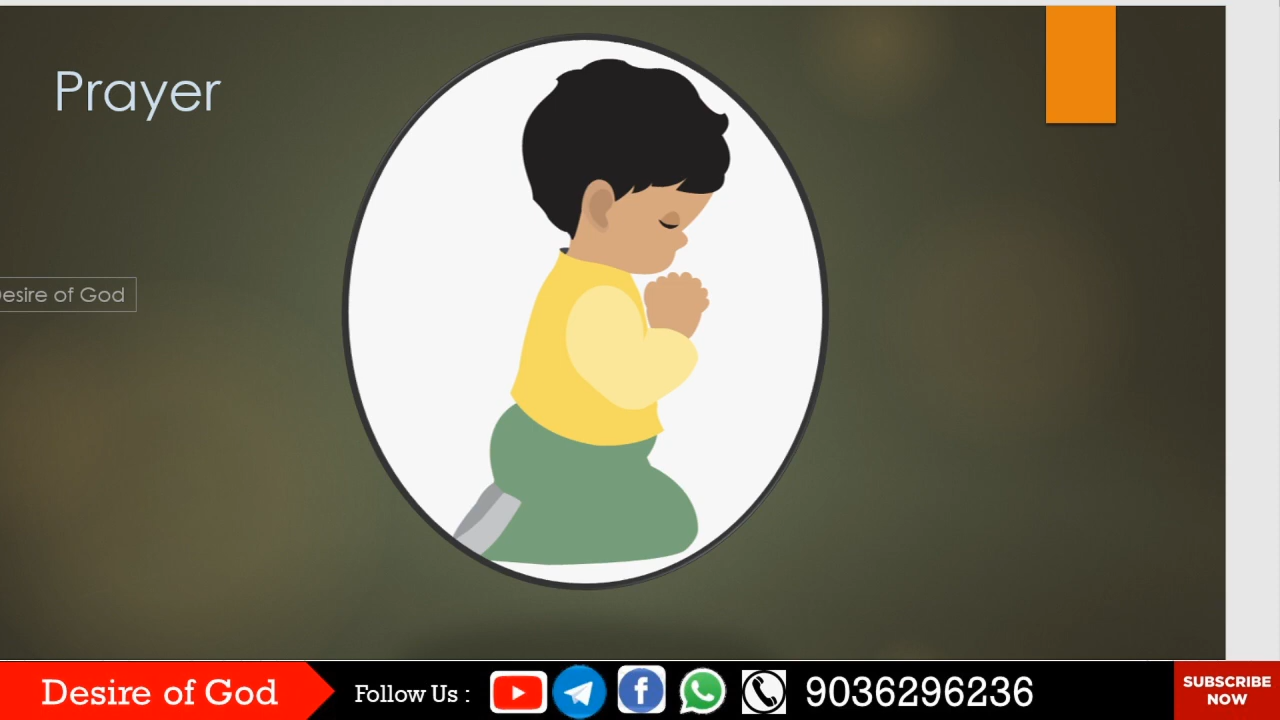 Prayer
esire of God
Desire of God
Follow Us :
9036296236
SUBSCRIBE
NOW